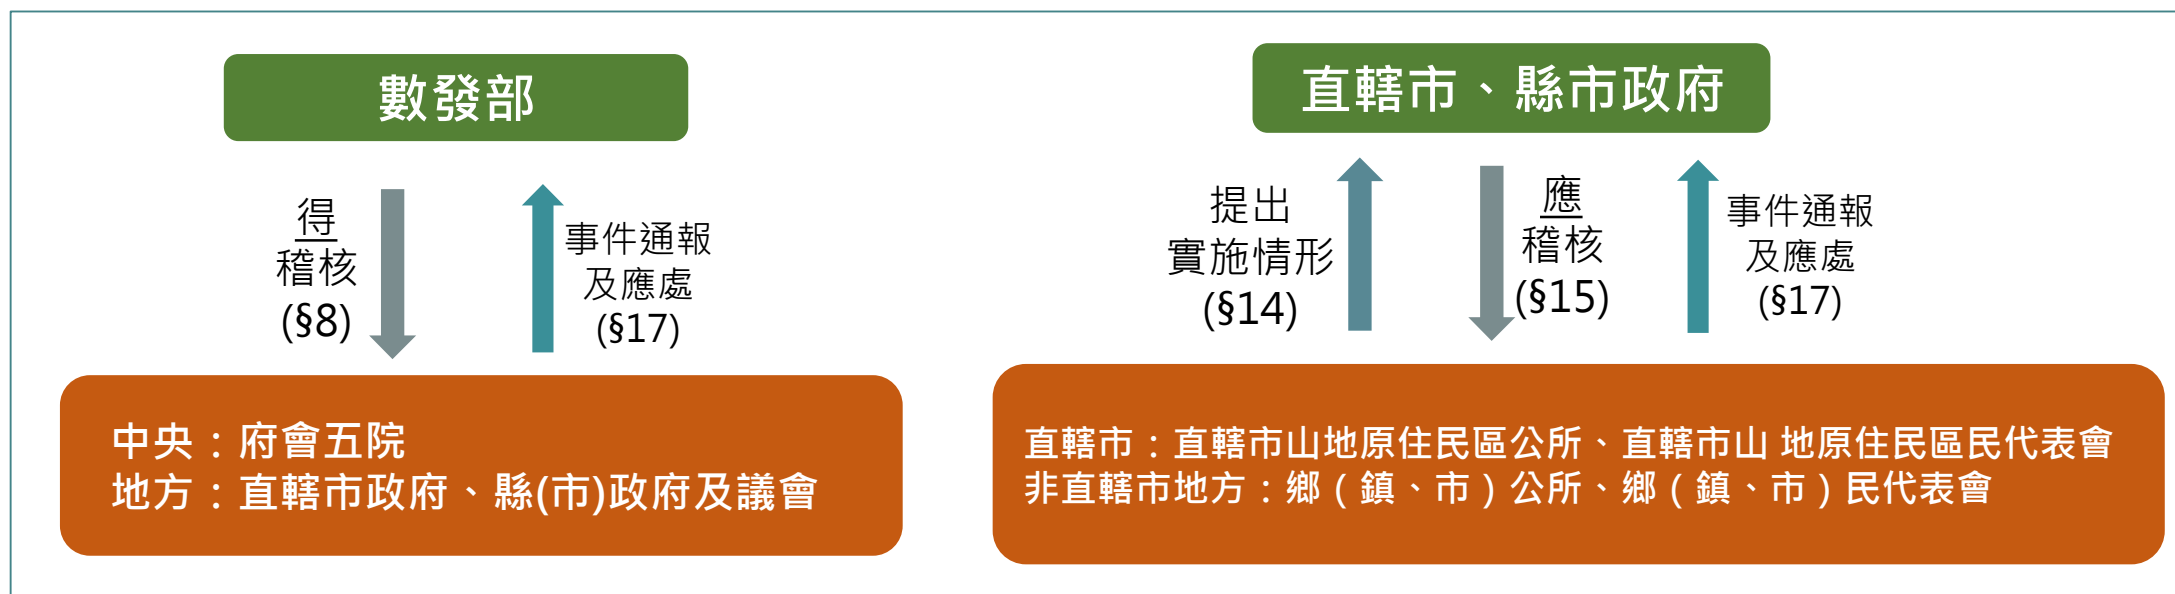 數發部
得
稽核
(§8)
事件通報
及應處
(§17)
中央：府會五院
地方：直轄市政府、縣(市)政府及議會
直轄市、縣市政府
提出
實施情形
(§14)
應
稽核
(§15)
事件通報
及應處
(§17)
直轄市：直轄市山地原住民區公所、直轄市山 地原住民區民代表會
非直轄市地方：鄉（鎮、市）公所、鄉（鎮、市）民代表會